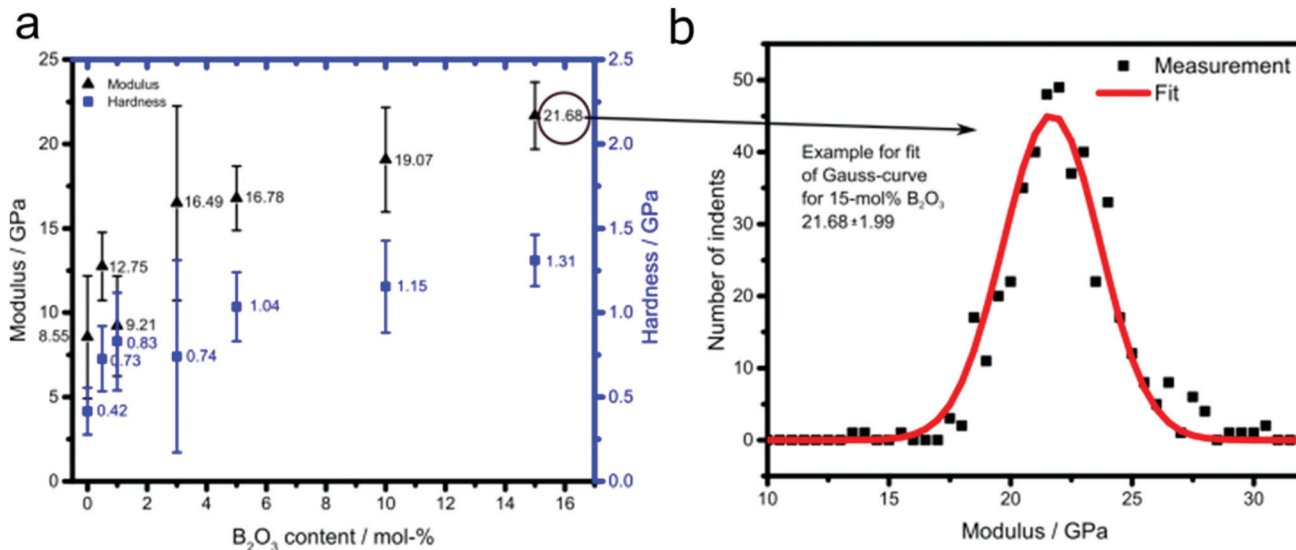 a
25
20
15
10
5
0
Modulus / GPa
2.5
2.0
1.5
1.0
0.5
0.0
Hardness / GPa
Modulus
Hardness
21.68
19.07
16.49
16.78
12.75
9.21
8.55
1.31
1.15
1.04
0.83
0.73
0.74
0.42
0 2 4 6 8 10 12 14 16
B₂O₃ content / mol-%
b
50
40
30
20
10
0
Number of indents
Measurement
Fit
Example for fit
of Gauss-curve
for 15-mol% B₂O₃
21.68±1.99
10 15 20 25 30
Modulus / GPa